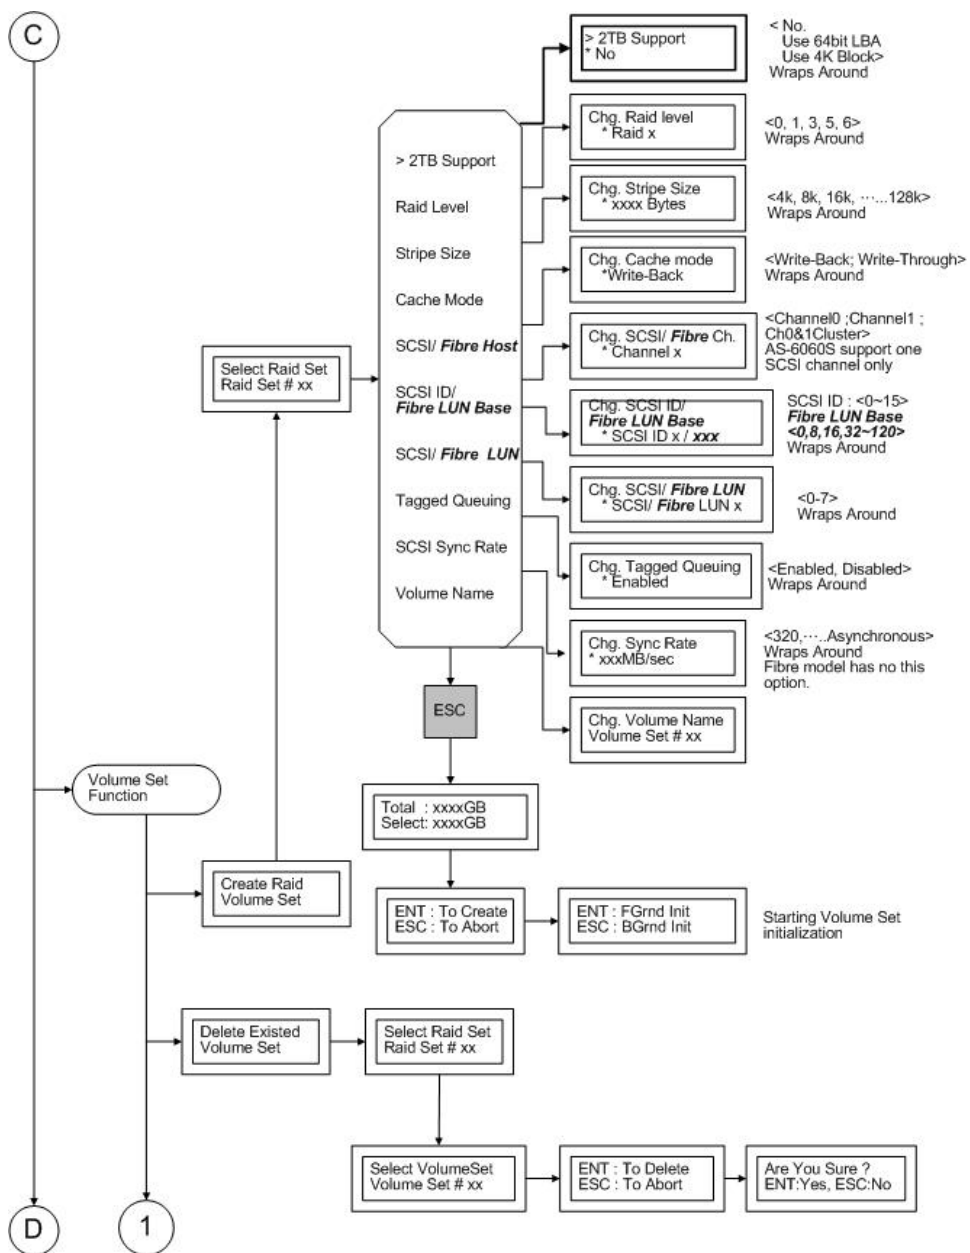 C
> 2TB Support
* No
< No.
Use 64bit LBA
Use 4K Block>
Wraps Around
Chg. Raid level
* Raid x
<0, 1, 3, 5, 6>
Wraps Around
> 2TB Support
Raid Level
Stripe Size
Cache Mode
SCSI/ Fibre Host
SCSI ID/
Fibre LUN Base
SCSI/ Fibre LUN
Tagged Queuing
SCSI Sync Rate
Volume Name
Chg. Stripe Size
* xxxx Bytes
<4k, 8k, 16k, ⋯...128k>
Wraps Around
Chg. Cache mode
*Write-Back
<Write-Back; Write-Through>
Wraps Around
Chg. SCSI/ Fibre Ch.
* Channel x
<Channel0 ;Channel1 ;
Ch0&1Cluster>
AS-6060S support one
SCSI channel only
Select Raid Set
Raid Set # xx
Chg. SCSI ID/
Fibre LUN Base
* SCSI ID x / xxx
SCSI ID : <0~15>
Fibre LUN Base
<0,8,16,32~120>
Wraps Around
Chg. SCSI/ Fibre LUN
* SCSI/ Fibre LUN x
<0-7>
Wraps Around
Chg. Tagged Queuing
* Enabled
<Enabled, Disabled>
Wraps Around
Chg. Sync Rate
* xxxMB/sec
<320,⋯..Asynchronous>
Wraps Around
Fibre model has no this
option.
ESC
Chg. Volume Name
Volume Set # xx
Volume Set
Function
Total : xxxxGB
Select: xxxxGB
Create Raid
Volume Set
ENT : To Create
ESC : To Abort
ENT : FGrnd Init
ESC : BGrnd Init
Starting Volume Set
initialization
Delete Existed
Volume Set
Select Raid Set
Raid Set # xx
Select VolumeSet
Volume Set # xx
ENT : To Delete
ESC : To Abort
Are You Sure ?
ENT:Yes, ESC:No
D
1